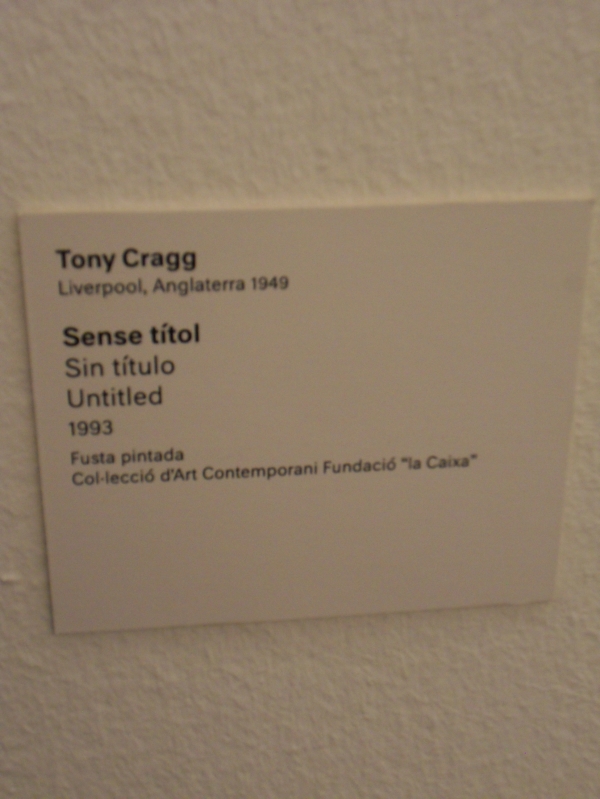 Tony Cragg
Liverpool, Anglaterra 1949
Sense títol
Sin título
Untitled
1993
Fusta pintada
Col·lecció d'Art Contemporani Fundació "la Caixa"